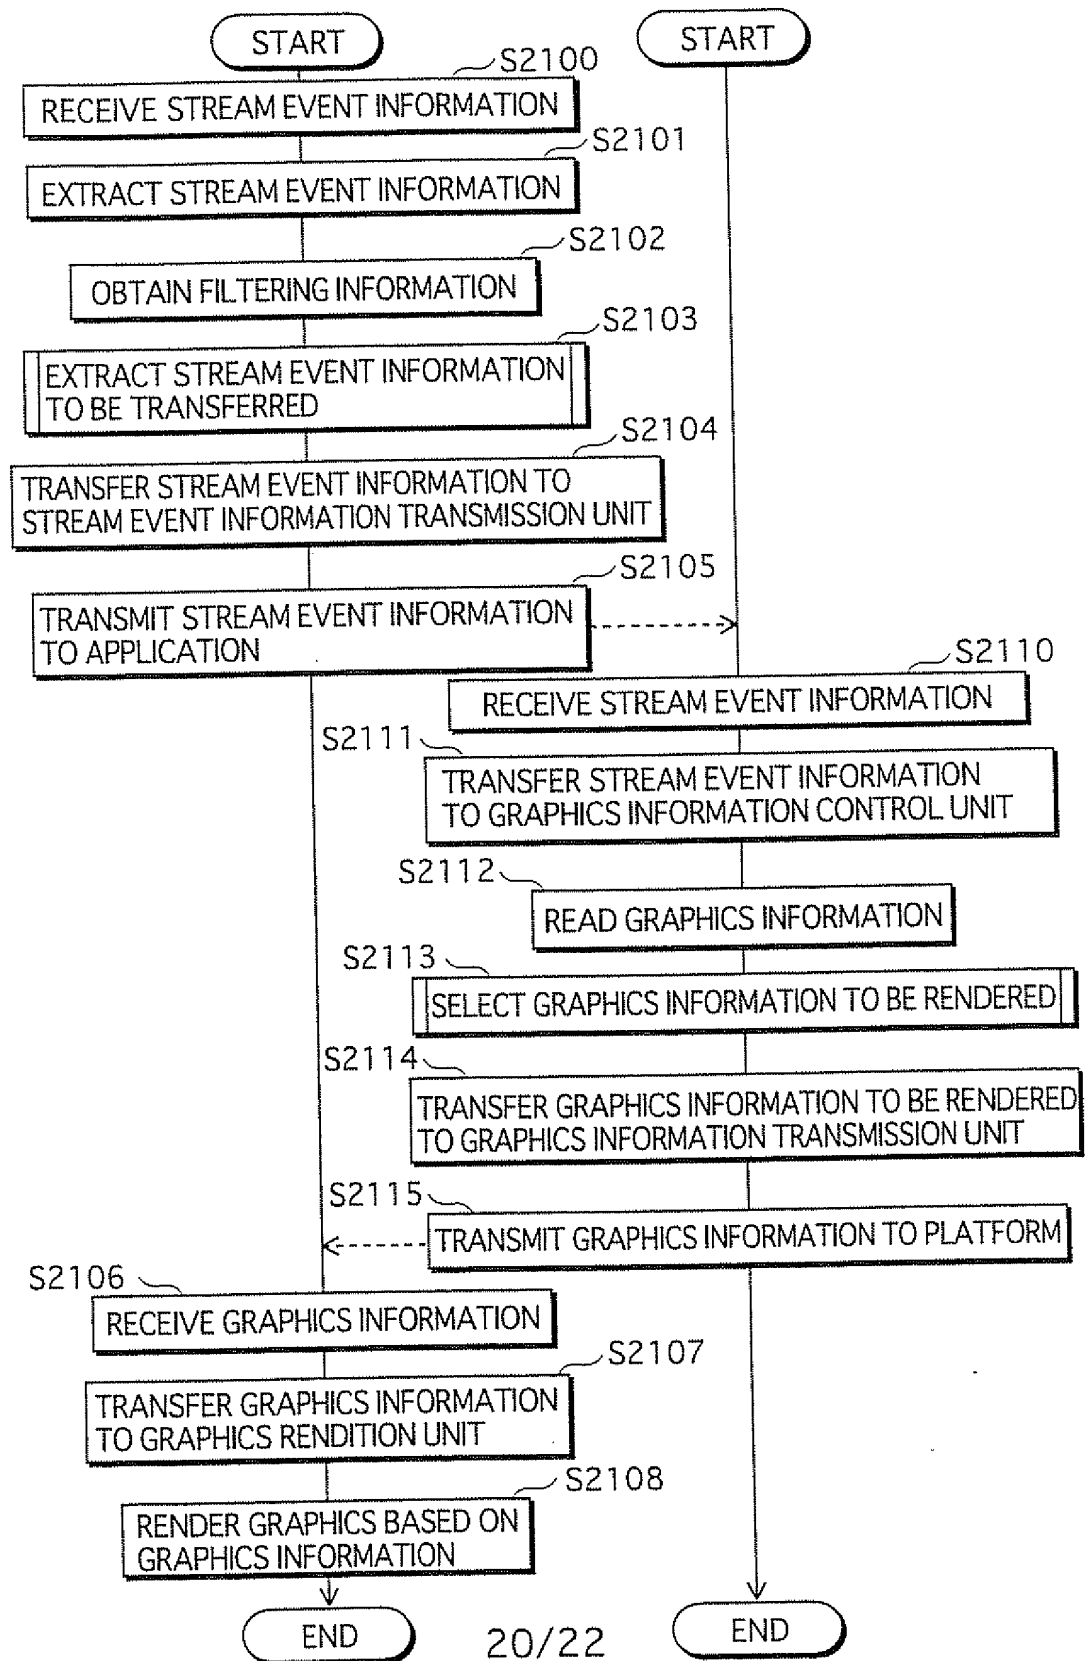 START
START
S2100
RECEIVE STREAM EVENT INFORMATION
S2101
EXTRACT STREAM EVENT INFORMATION
S2102
OBTAIN FILTERING INFORMATION
S2103
EXTRACT STREAM EVENT INFORMATION
TO BE TRANSFERRED
S2104
TRANSFER STREAM EVENT INFORMATION TO
STREAM EVENT INFORMATION TRANSMISSION UNIT
S2105
TRANSMIT STREAM EVENT INFORMATION
TO APPLICATION
S2110
RECEIVE STREAM EVENT INFORMATION
S2111
TRANSFER STREAM EVENT INFORMATION
TO GRAPHICS INFORMATION CONTROL UNIT
S2112
READ GRAPHICS INFORMATION
S2113
SELECT GRAPHICS INFORMATION TO BE RENDERED
S2114
TRANSFER GRAPHICS INFORMATION TO BE RENDERED
TO GRAPHICS INFORMATION TRANSMISSION UNIT
S2115
TRANSMIT GRAPHICS INFORMATION TO PLATFORM
S2106
RECEIVE GRAPHICS INFORMATION
S2107
TRANSFER GRAPHICS INFORMATION
TO GRAPHICS RENDITION UNIT
S2108
RENDER GRAPHICS BASED ON
GRAPHICS INFORMATION
END
END
20/22